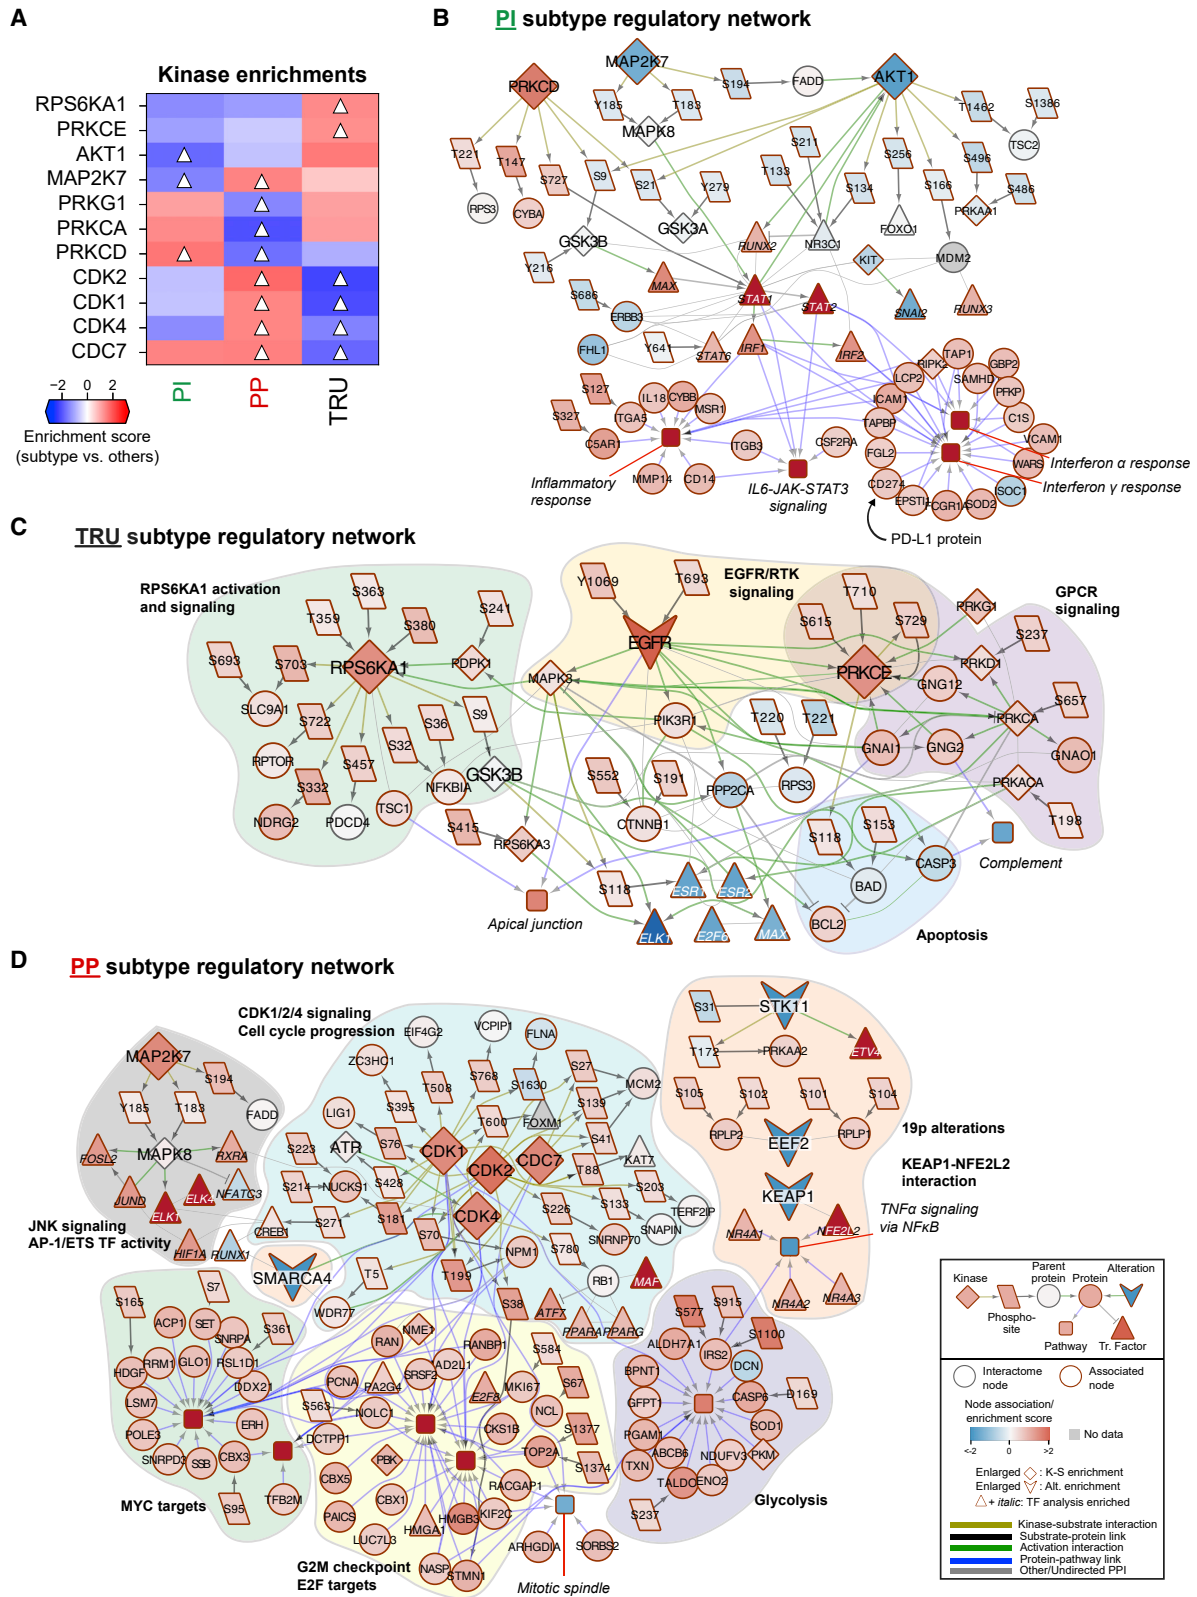 A
Kinase enrichments
RPS6KA1
PRKCE
AKT1
MAP2K7
PRKG1
PRKCA
PRKCD
CDK2
CDK1
CDK4
CDC7
PI
PP
TRU
−2 0 2
Enrichment score
(subtype vs. others)
B PI subtype regulatory network
MAP2K7
PRKCD
AKT1
S194
FADD
Y185
T183
MAPK8
T1462
S1386
TSC2
T221
T147
S727
S9
S21
Y279
S211
T133
S134
S256
S166
S496
S486
PRKAA1
RPS3
CYBA
GSK3B
GSK3A
RUNX2
NR3C1
FOXO1
KIT
MDM2
Y216
MAX
S686
ERBB3
STAT1
STAT2
SNAI2
RUNX3
FHL1
Y641
STAT6
IRF1
IRF2
S127
S327
C5AR1
ITGA5
IL18
CYBB
MSR1
MMP14
CD14
ITGB3
CSF2RA
RIPK2
TAP1
GBP2
LCP2
SAMHD
PFKP
ICAM1
C1S
TAPBP
VCAM1
FGL2
WARS
CD274
EPSTI1
FCGR1A
SOD2
ISOC1
Inflammatory
response
IL6-JAK-STAT3
signaling
Interferon α response
Interferon γ response
PD-L1 protein
C
TRU subtype regulatory network
RPS6KA1 activation
and signaling
EGFR/RTK
signaling
GPCR
signaling
S363
T359
S380
S241
S693
S703
RPS6KA1
PDPK1
SLC9A1
S722
S36
S9
S32
RPTOR
S457
S332
NFKBIA
GSK3B
NDRG2
PDCD4
TSC1
Y1069
T693
EGFR
MAPK3
PIK3R1
T710
S615
S729
PRKCE
PRKG1
S237
PRKD1
GNG12
S657
PRKCA
GNAI1
GNG2
GNAO1
PRKACA
T198
T220
T221
RPS3
S552
S191
PPP2CA
CTNNB1
S415
RPS6KA3
S118
ESR1
ESR2
ELK1
E2F6
MAX
S118
S153
BAD
CASP3
BCL2
Complement
Apical junction
Apoptosis
D PP subtype regulatory network
CDK1/2/4 signaling
Cell cycle progression
MAP2K7
S194
Y185
T183
FADD
MAPK8
FOSL2
RXRA
JUND
ELK4
NFATC3
ELK1
JNK signaling
AP-1/ETS TF activity
HIF1A
RUNX1
CREB1
SMARCA4
EIF4G2
VCPIP1
FLNA
ZC3HC1
T508
S768
S1630
S27
MCM2
LIG1
S395
T600
FOXM1
S139
S223
ATR
S76
CDK1
CDK2
CDC7
S41
KAT7
T88
S214
NUCKS1
S428
S203
S181
CDK4
S226
S133
TERF2IP
S271
S70
NPM1
S780
SNRNP70
SNAPIN
T5
T199
RB1
MAF
WDR77
S38
ATF7
PPARA
PPARG
S31
STK11
T172
PRKAA2
ETV4
S105
S102
S101
S104
RPLP2
EEF2
RPLP1
19p alterations
KEAP1
KEAP1-NFE2L2
interaction
NR4A1
NFE2L2
TNFα signaling
via NFκB
NR4A2
NR4A3
S7
S165
ACP1
SET
SNRPA
S361
HDGF
RRM1
GLO1
RSL1D1
DDX21
LSM7
POLE3
ERH
SNRPD3
SSB
CBX3
S95
TFB2M
MYC targets
RAN
NME1
RANBP1
S584
PCNA
PA2G4
SRSF2
MAD2L1
E2F8
MKI67
S67
S563
NOLC1
NCL
CKS1B
S1377
DCTPP1
PBK
TOP2A
S1374
CBX5
CBX1
RACGAP1
PAICS
HMGA1
HMGB3
KIF2C
LUC7L3
NASP
STMN1
ARHGDIA
SORBS2
G2M checkpoint
E2F targets
Mitotic spindle
S577
S915
S1100
ALDH7A1
IRS2
DCN
BPNT1
GFPT1
CASP6
D169
PGAM1
SOD1
TXN
ABCB6
NDUFV3
PKM
TALDO
ENO2
S237
Glycolysis
Kinase
Parent
protein
Protein
Alteration
Phospho-
site
Pathway
Tr. Factor
Interactome
node
Associated
node
Node association/
enrichment score
<-2 0 >2
No data
Enlarged : K-S enrichment
Enlarged : Alt. enrichment
+ italic: TF analysis enriched
Kinase-substrate interaction
Substrate-protein link
Activation interaction
Protein-pathway link
Other/Undirected PPI